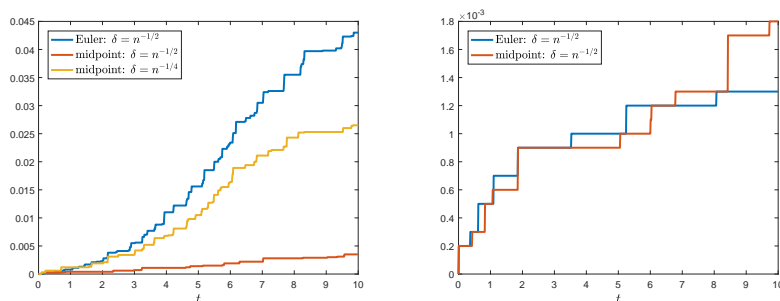 0.045
0.04
0.035
0.03
0.025
0.02
0.015
0.01
0.005
0
0 1 2 3 4 5 6 7 8 9 10
t
Euler: δ = n^{-1/2}
midpoint: δ = n^{-1/2}
midpoint: δ = n^{-1/4}
×10^{-3}
1.8
1.6
1.4
1.2
1
0.8
0.6
0.4
0.2
0
0 1 2 3 4 5 6 7 8 9 10
t
Euler: δ = n^{-1/2}
midpoint: δ = n^{-1/2}